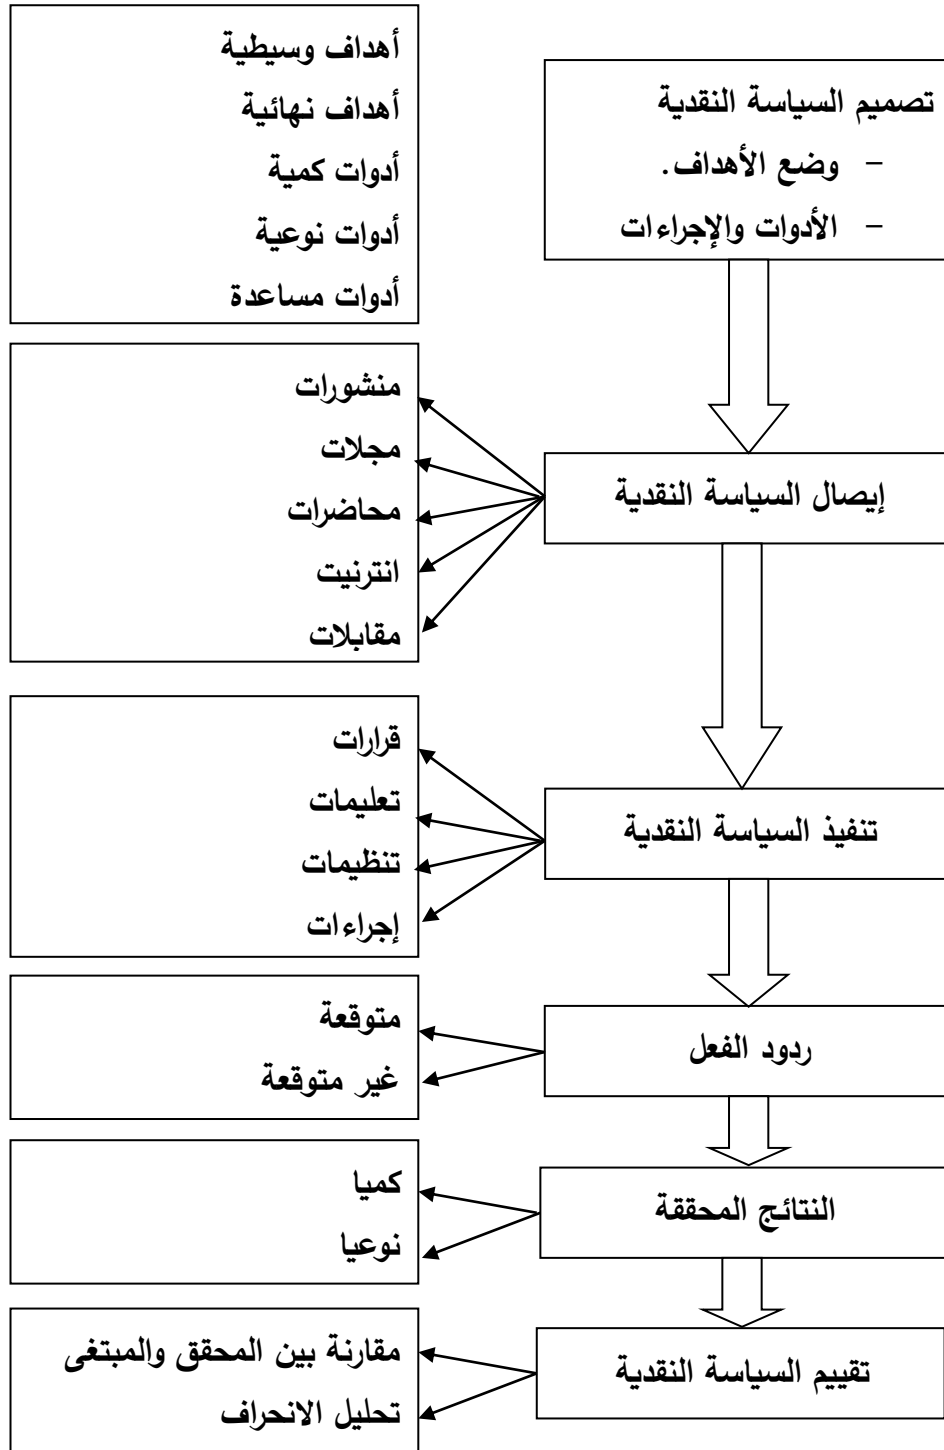 تصميم السياسة النقدية
- وضع الأهداف.
- الأدوات والإجراءات
أهداف وسيطية
أهداف نهائية
أدوات كمية
أدوات نوعية
أدوات مساعدة
إيصال السياسة النقدية
منشورات
مجلات
محاضرات
انترنيت
مقابلات
تنفيذ السياسة النقدية
قرارات
تعليمات
تنظيمات
إجراءات
ردود الفعل
متوقعة
غير متوقعة
النتائج المحققة
كميا
نوعيا
تقييم السياسة النقدية
مقارنة بين المحقق والمبتغى
تحليل الانحراف